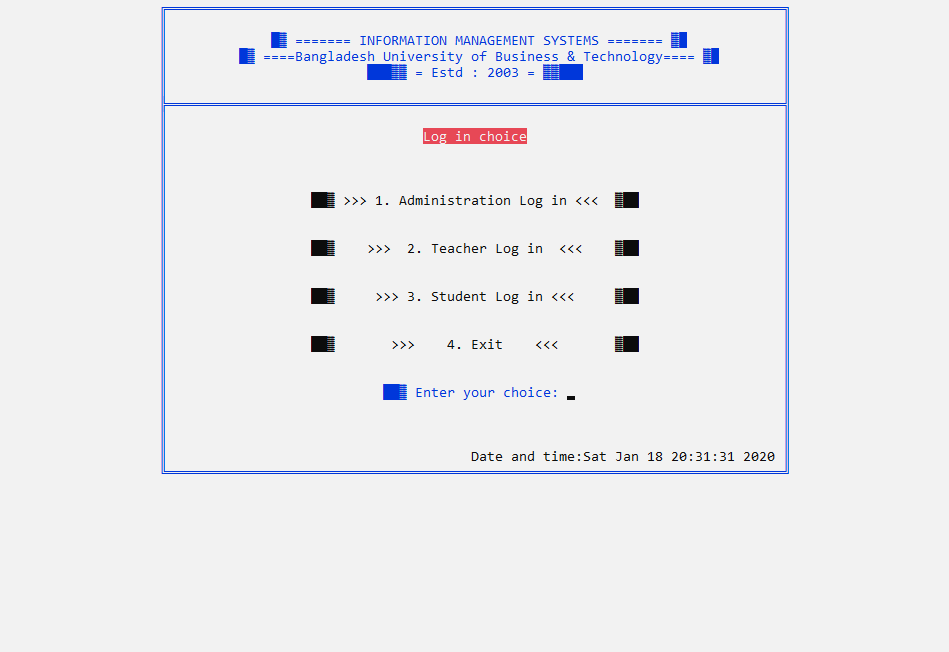 ======= INFORMATION MANAGEMENT SYSTEMS =======
====Bangladesh University of Business & Technology====
= Estd : 2003 =
Log in choice
>>> 1. Administration Log in <<<
>>> 2. Teacher Log in <<<
>>> 3. Student Log in <<<
>>> 4. Exit <<<
Enter your choice: _
Date and time:Sat Jan 18 20:31:31 2020